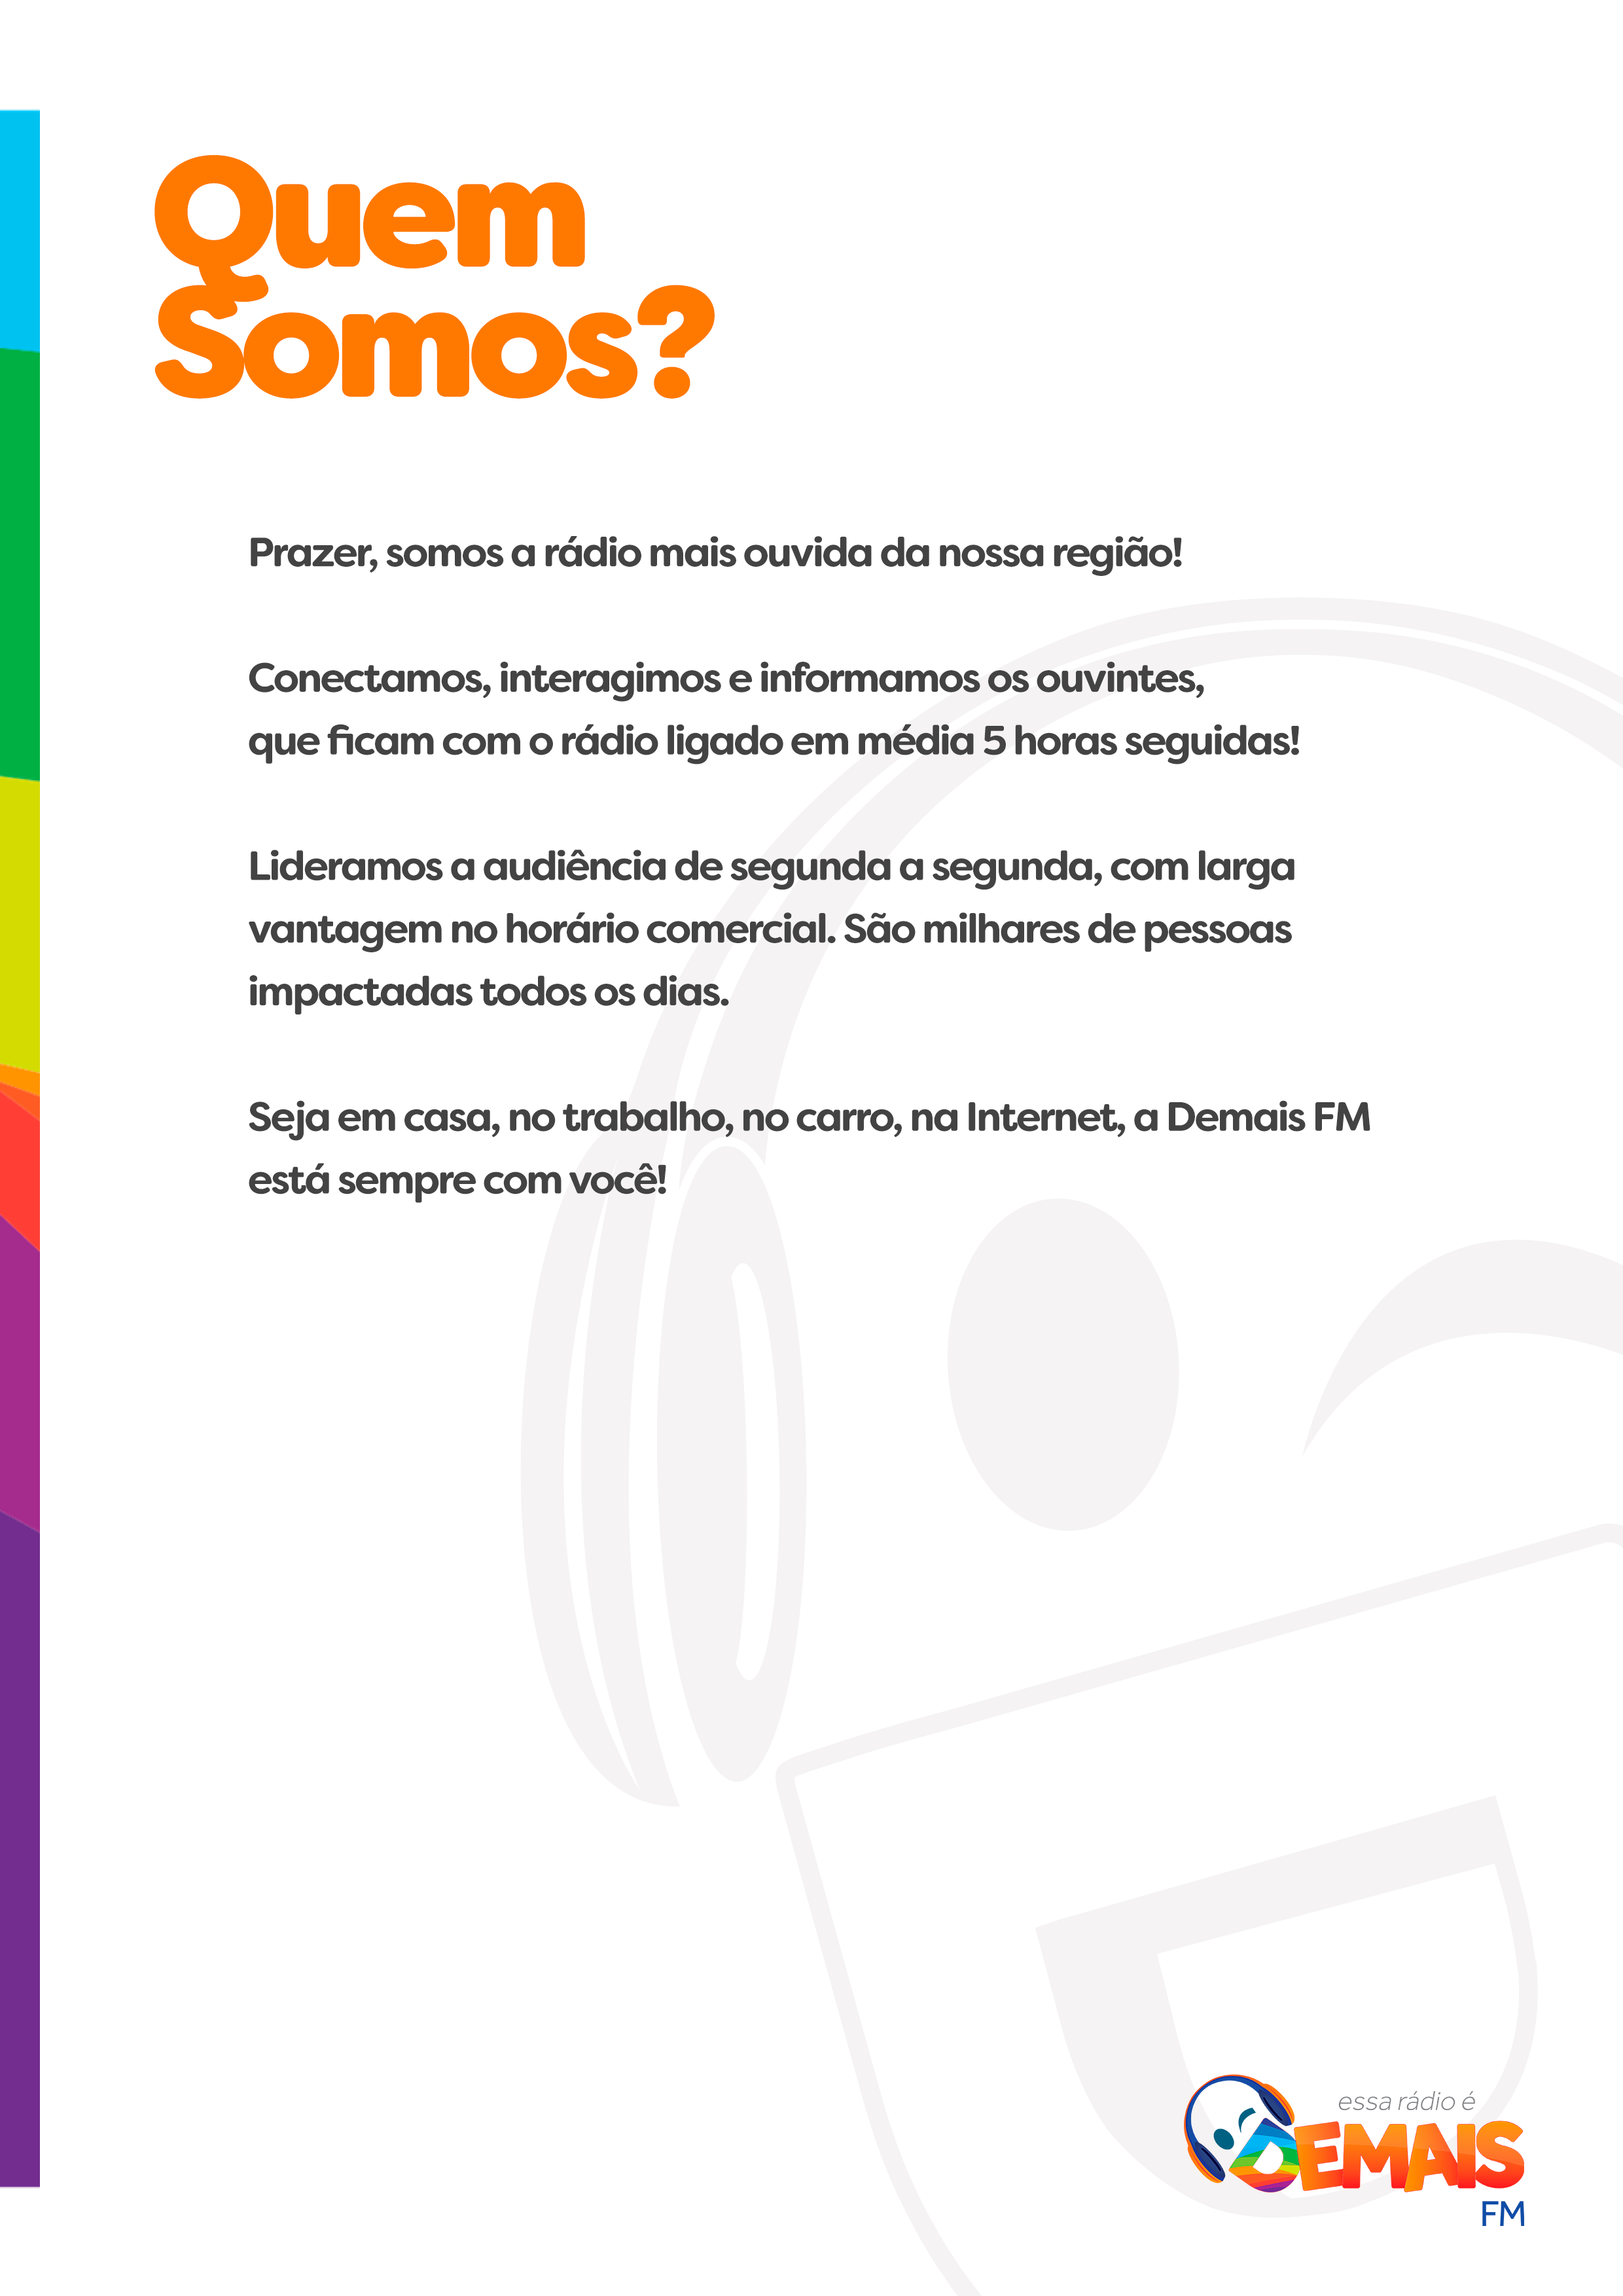 Quem
Somos?
Prazer, somos a rádio mais ouvida da nossa região!
Conectamos, interagimos e informamos os ouvintes,
que ficam com o rádio ligado em média 5 horas seguidas!
Lideramos a audiência de segunda a segunda, com larga
vantagem no horário comercial. São milhares de pessoas
impactadas todos os dias.
Seja em casa, no trabalho, no carro, na Internet, a Demais FM
está sempre com você!
essa rádio é
DEMAIS
FM